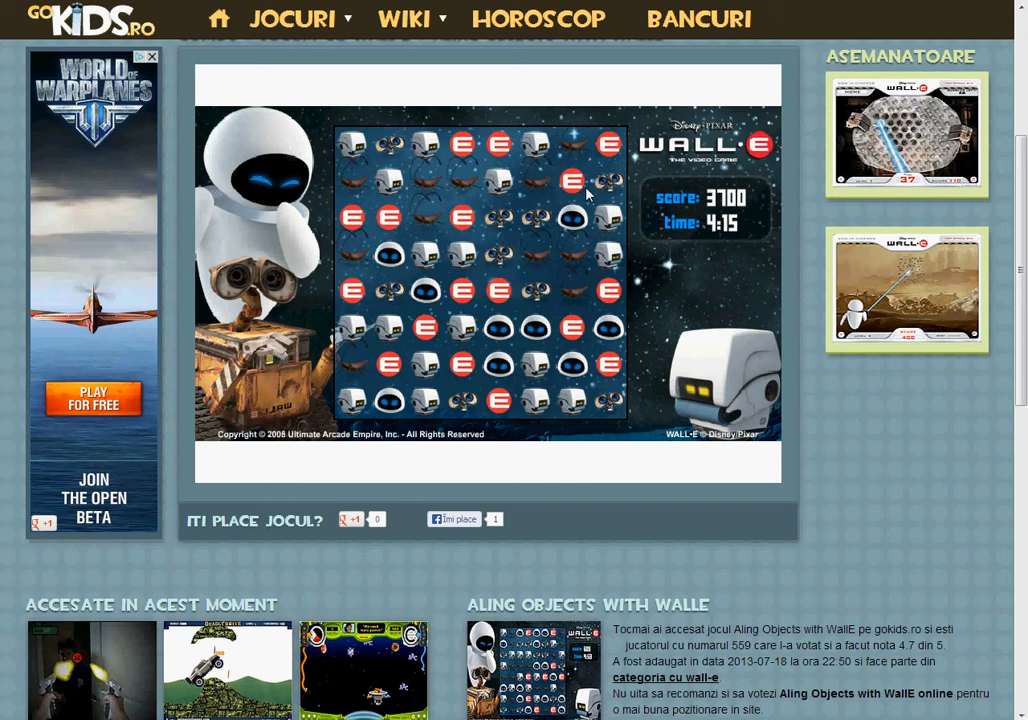 GO KIDS.RO
JOCURI WIKI HOROSCOP BANCURI
WORLD OF WARPLANES
PLAY
FOR FREE
JOIN
THE OPEN
BETA
+1
Disney·PIXAR
WALL·E
THE VIDEO GAME
score: 3700
time: 4:15
Copyright © 2008 Ultimate Arcade Empire, Inc. - All Rights Reserved
WALL•E © Disney/Pixar
ITI PLACE JOCUL?
+1 0
Îmi place 1
ASEMANATOARE
WALL·E
37
WALL·E
ACCESATE IN ACEST MOMENT
ALING OBJECTS WITH WALLE
Tocmai ai accesat jocul Aling Objects with WallE pe gokids.ro si esti
jucatorul cu numarul 559 care l-a votat si a facut nota 4.7 din 5.
A fost adaugat in data 2013-07-18 la ora 22:50 si face parte din
categoria cu wall-e.
Nu uita sa recomanzi si sa votezi Aling Objects with WallE online pentru
o mai buna pozitionare in site.